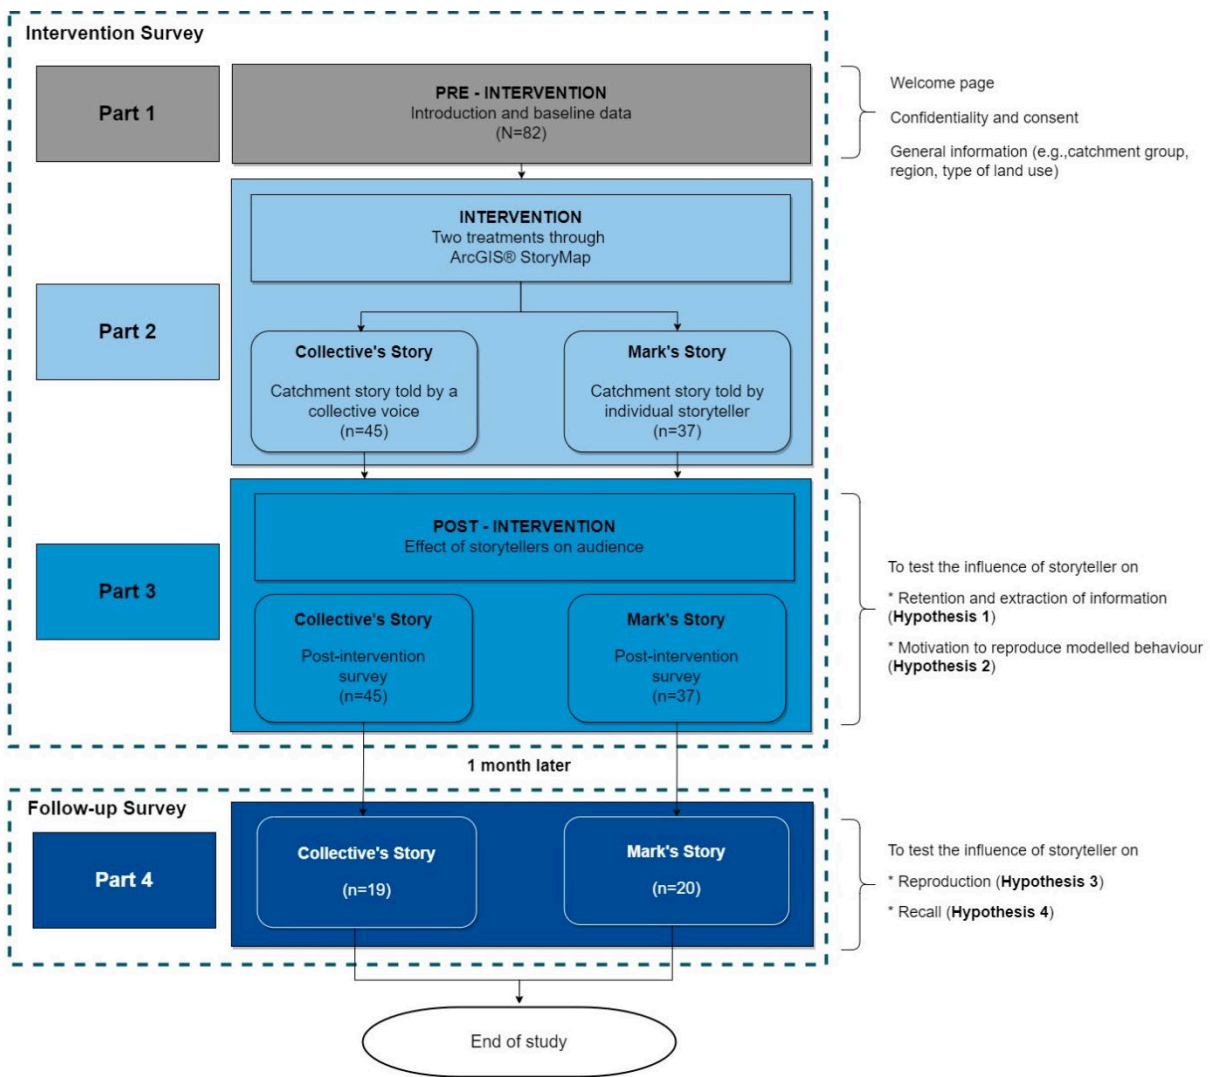 Intervention Survey
Part 1
PRE - INTERVENTION
Introduction and baseline data
(N=82)
Welcome page
Confidentiality and consent
General information (e.g.,catchment group,
region, type of land use)
Part 2
INTERVENTION
Two treatments through
ArcGIS® StoryMap
Collective's Story
Catchment story told by a
collective voice
(n=45)
Mark's Story
Catchment story told by
individual storyteller
(n=37)
Part 3
POST - INTERVENTION
Effect of storytellers on audience
Collective's Story
Post-intervention
survey
(n=45)
Mark's Story
Post-intervention
survey
(n=37)
To test the influence of storyteller on
* Retention and extraction of information
(Hypothesis 1)
* Motivation to reproduce modelled behaviour
(Hypothesis 2)
1 month later
Follow-up Survey
Part 4
Collective's Story
(n=19)
Mark's Story
(n=20)
To test the influence of storyteller on
* Reproduction (Hypothesis 3)
* Recall (Hypothesis 4)
End of study